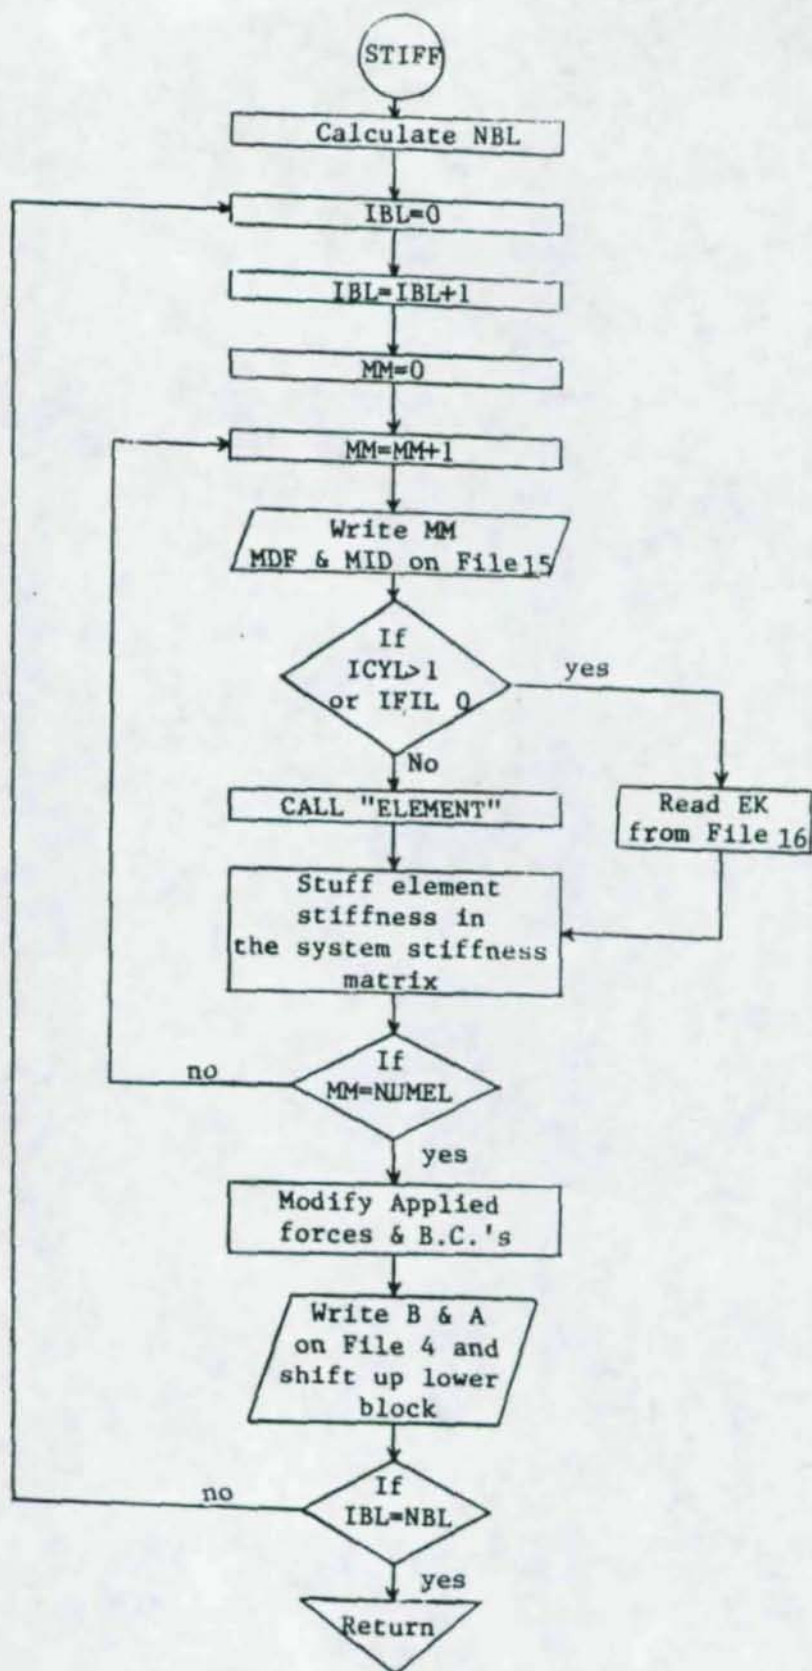 STIFF
Calculate NBL
IBL=0
IBL=IBL+1
MM=0
MM=MM+1
Write MM
MDF & MID on File 15
If
ICYL>1
or IFIL 0
yes
No
CALL "ELEMENT"
Read EK
from File 16
Stuff element
stiffness in
the system stiffness
matrix
If
MM=NUMEL
no
yes
Modify Applied
forces & B.C.'s
Write B & A
on File 4 and
shift up lower
block
If
IBL=NBL
no
yes
Return